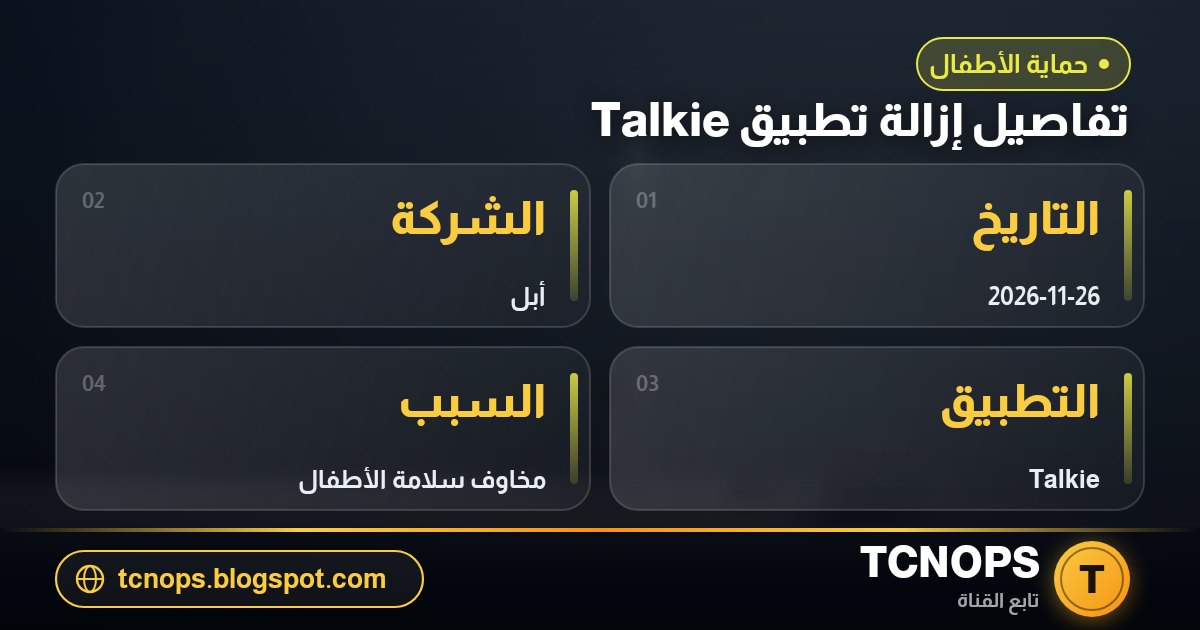 • حماية الأطفال
تفاصيل إزالة تطبيق Talkie
01
التاريخ
2026-11-26
02
الشركة
أبل
03
التطبيق
Talkie
04
السبب
مخاوف سلامة الأطفال
T
TCNOPS
تابع القناة
tcnops.blogspot.com